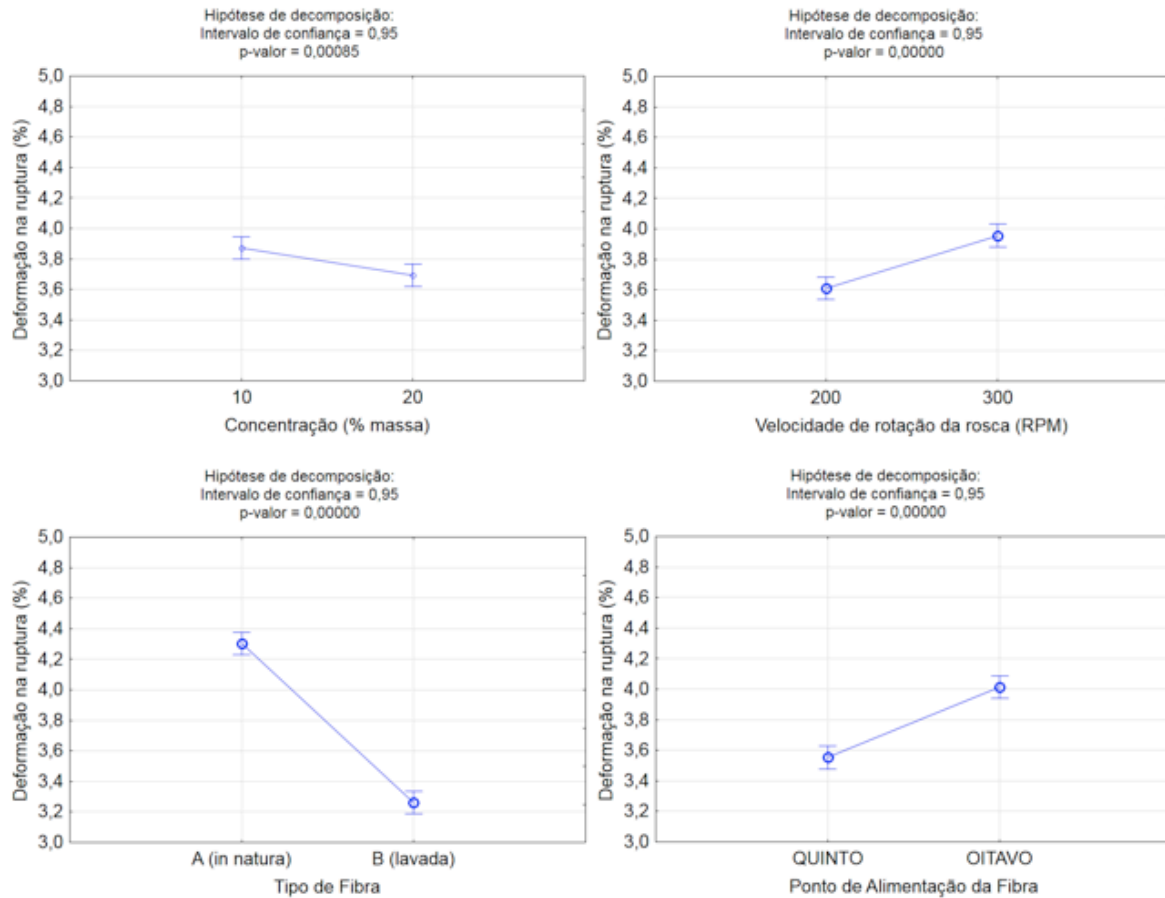 Hipótese de decomposição:
Intervalo de confiança = 0,95
p-valor = 0,00085
5,0
4,8
4,6
4,4
4,2
4,0
3,8
3,6
3,4
3,2
3,0
Deformação na ruptura (%)
10
20
Concentração (% massa)
Hipótese de decomposição:
Intervalo de confiança = 0,95
p-valor = 0,00000
5,0
4,8
4,6
4,4
4,2
4,0
3,8
3,6
3,4
3,2
3,0
Deformação na ruptura (%)
200
300
Velocidade de rotação da rosca (RPM)
Hipótese de decomposição:
Intervalo de confiança = 0,95
p-valor = 0,00000
5,0
4,8
4,6
4,4
4,2
4,0
3,8
3,6
3,4
3,2
3,0
Deformação na ruptura (%)
A (in natura)
B (lavada)
Tipo de Fibra
Hipótese de decomposição:
Intervalo de confiança = 0,95
p-valor = 0,00000
5,0
4,8
4,6
4,4
4,2
4,0
3,8
3,6
3,4
3,2
3,0
Deformação na ruptura (%)
QUINTO
OITAVO
Ponto de Alimentação da Fibra